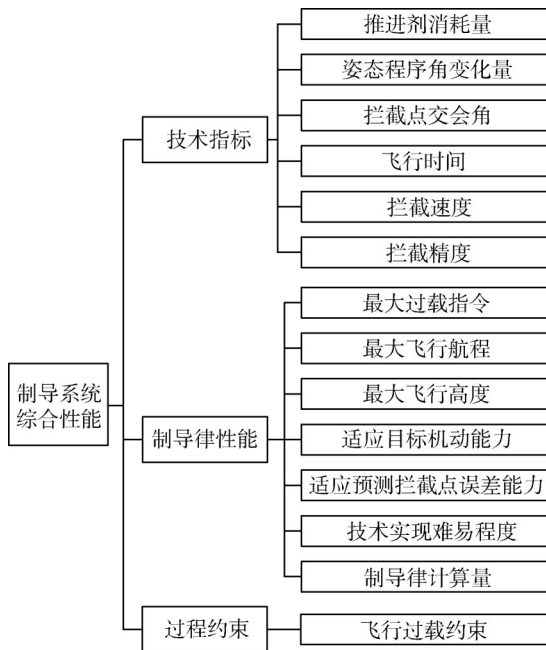 制导系统
综合性能
技术指标
推进剂消耗量
姿态程序角变化量
拦截点交会角
飞行时间
拦截速度
拦截精度
制导律性能
最大过载指令
最大飞行航程
最大飞行高度
适应目标机动能力
适应预测拦截点误差能力
技术实现难易程度
制导律计算量
过程约束
飞行过载约束